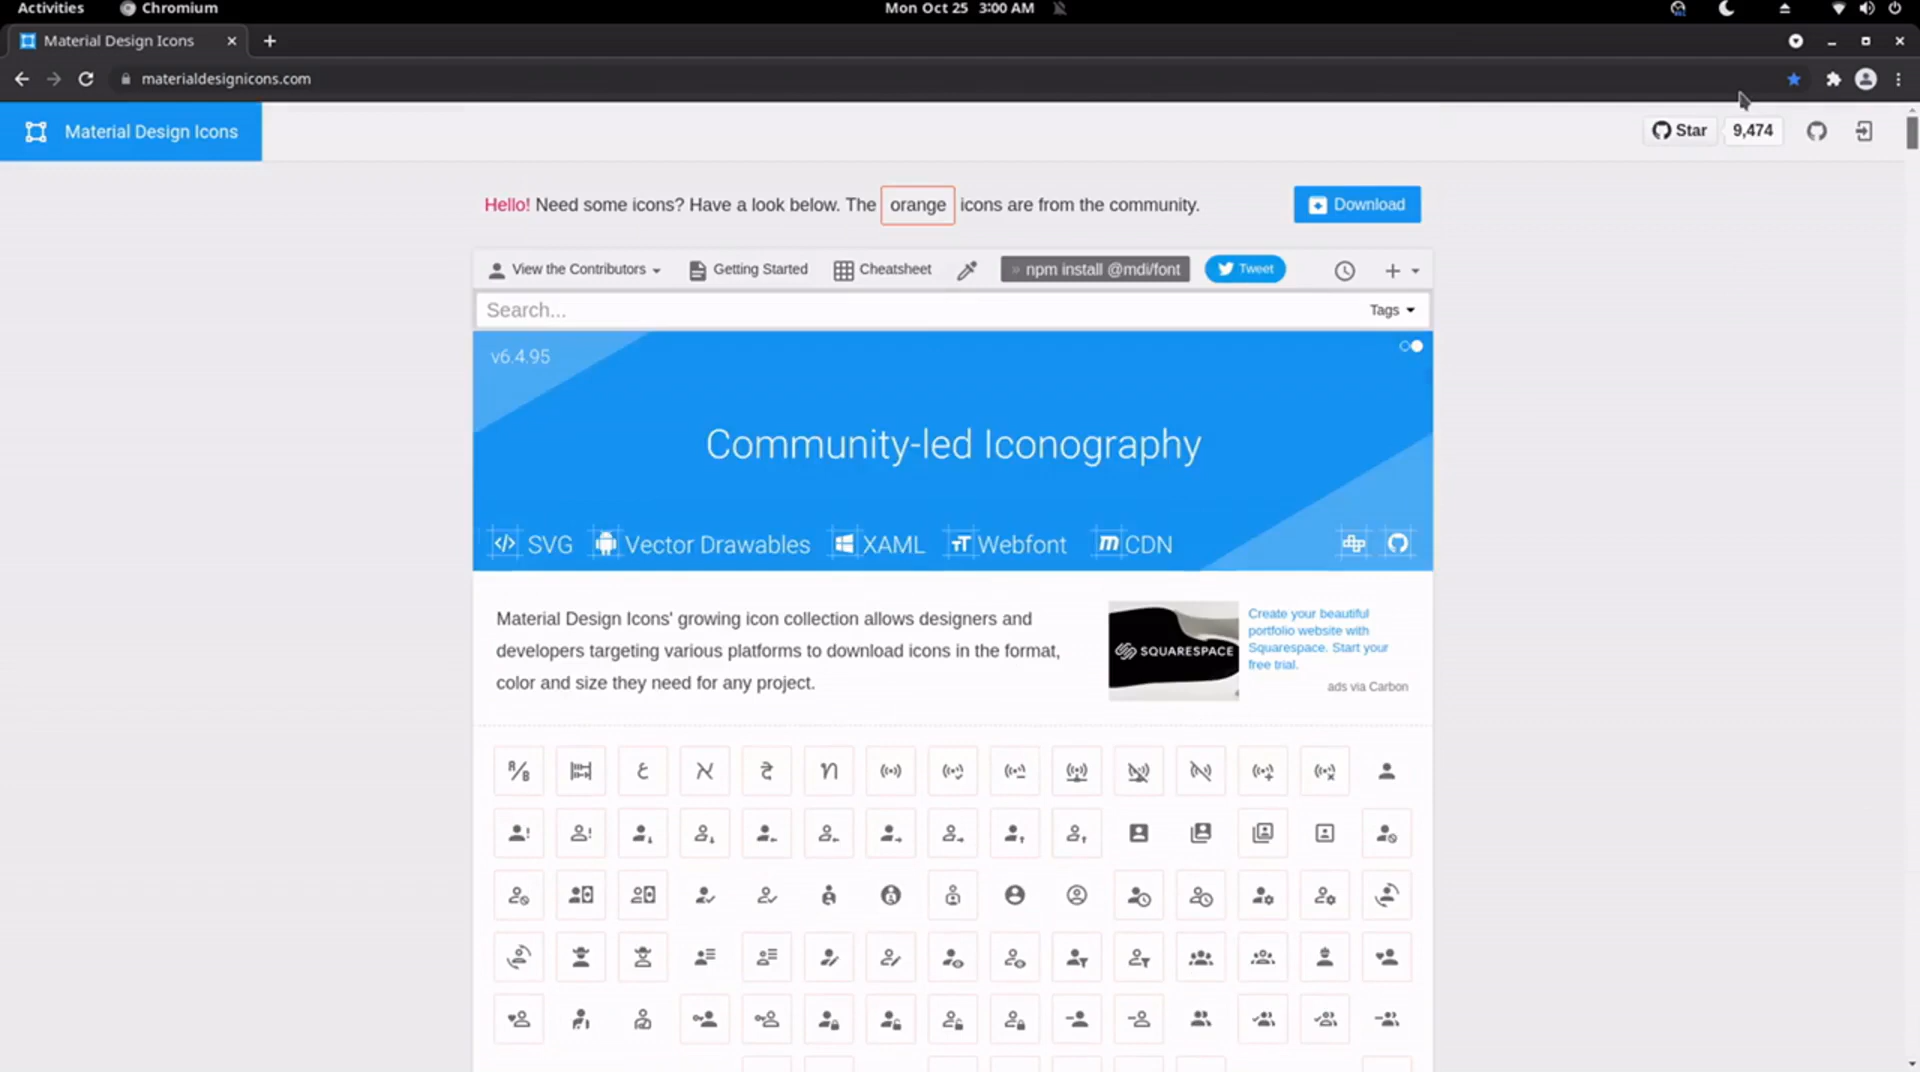 Activities Chromium Mon Oct 25 3:00 AM
Material Design Icons
materialdesignicons.com
Material Design Icons Star 9,474
Hello! Need some icons? Have a look below. The orange icons are from the community. Download
View the Contributors Getting Started Cheatsheet » npm install @mdi/font Tweet
Search... Tags
v6.4.95
Community-led Iconography
SVG Vector Drawables XAML Webfont CDN
Material Design Icons' growing icon collection allows designers and
developers targeting various platforms to download icons in the format,
color and size they need for any project.
SQUARESPACE
Create your beautiful
portfolio website with
Squarespace. Start your
free trial.
ads via Carbon